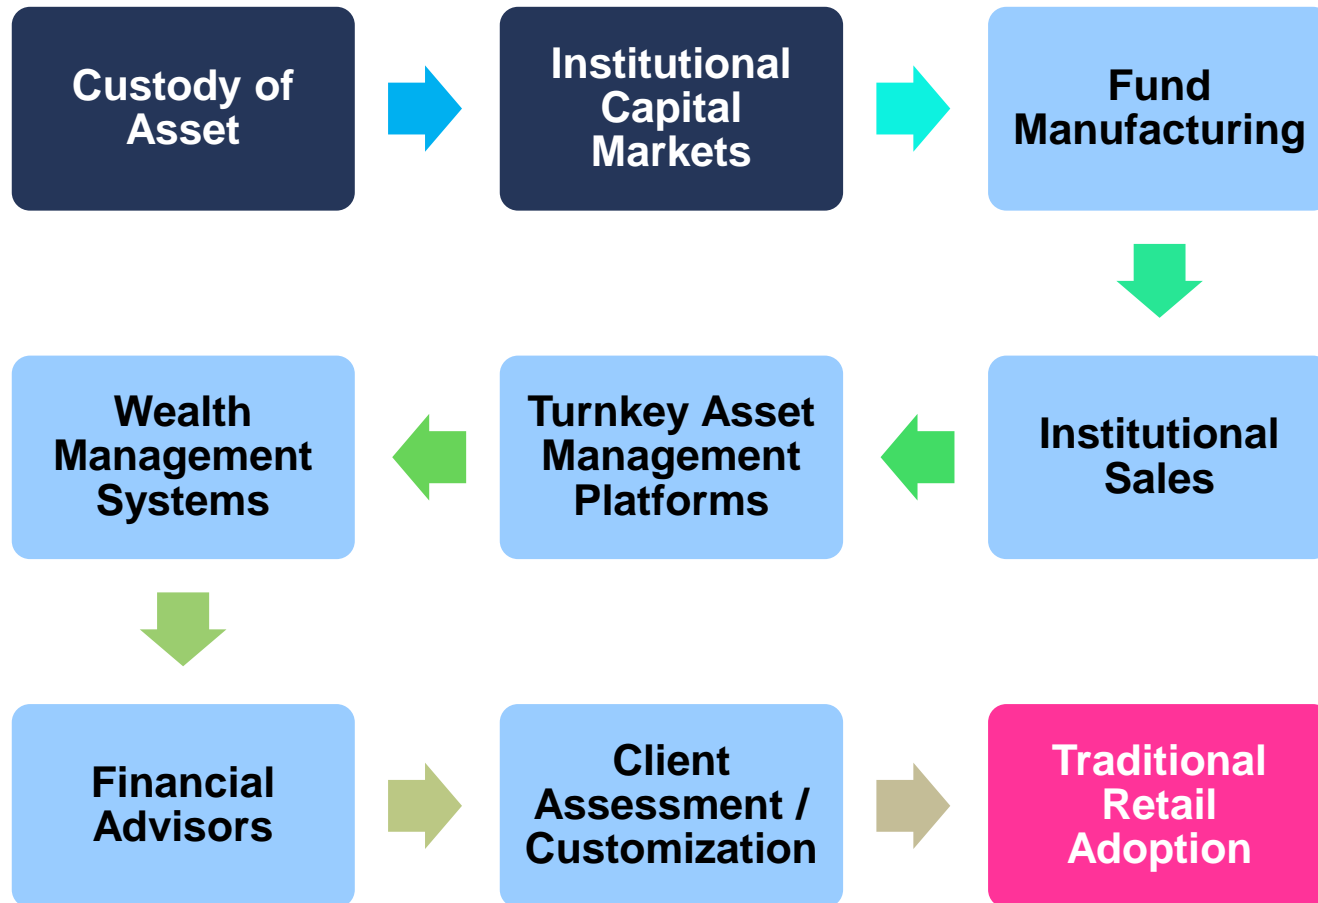 Custody of
Asset
Institutional
Capital
Markets
Fund
Manufacturing
Institutional
Sales
Turnkey Asset
Management
Platforms
Wealth
Management
Systems
Financial
Advisors
Client
Assessment /
Customization
Traditional
Retail
Adoption